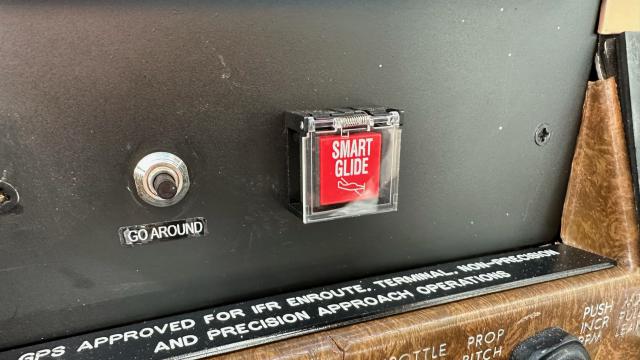 SMART
GLIDE
GO AROUND
GPS APPROVED FOR IFR ENROUTE, TERMINAL, NON-PRECISION
AND PRECISION APPROACH OPERATIONS
PROP
PITCH
PUSH
INCR